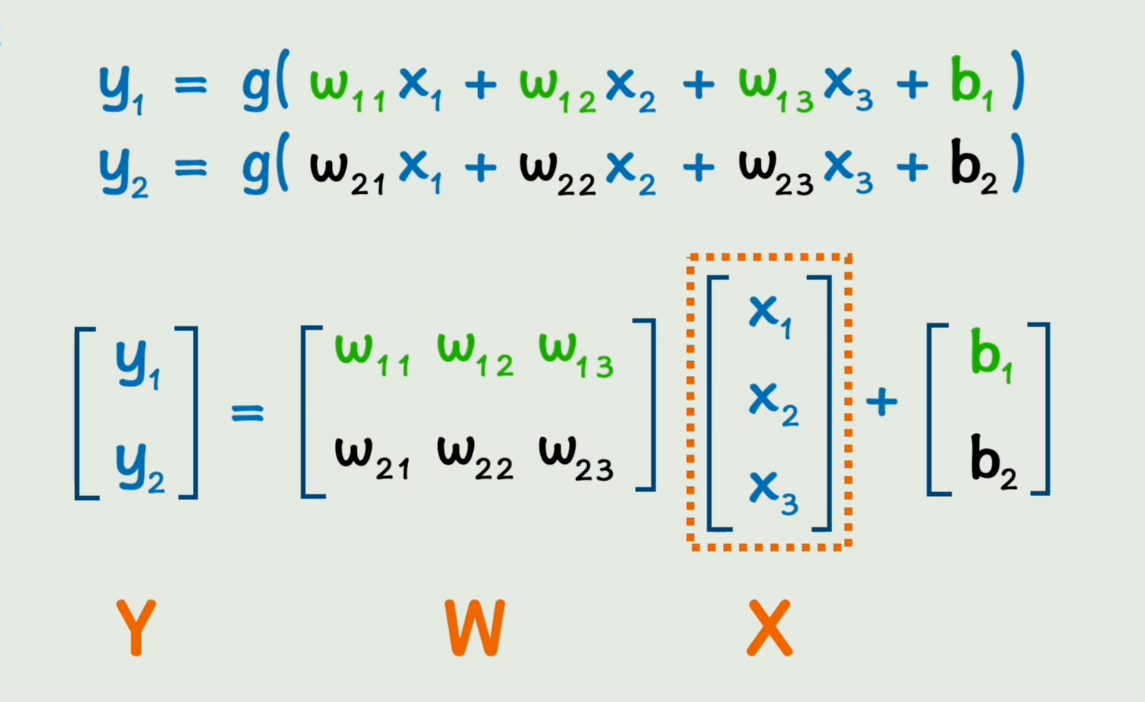 y₁ = g( w₁₁x₁ + w₁₂x₂ + w₁₃x₃ + b₁ )
y₂ = g( w₂₁x₁ + w₂₂x₂ + w₂₃x₃ + b₂ )
[ y₁ ] = [ w₁₁ w₁₂ w₁₃ ] [ x₁ ] + [ b₁ ]
[ x₂ ]
[ y₂ ] [ w₂₁ w₂₂ w₂₃ ] [ x₃ ] [ b₂ ]
Y W X